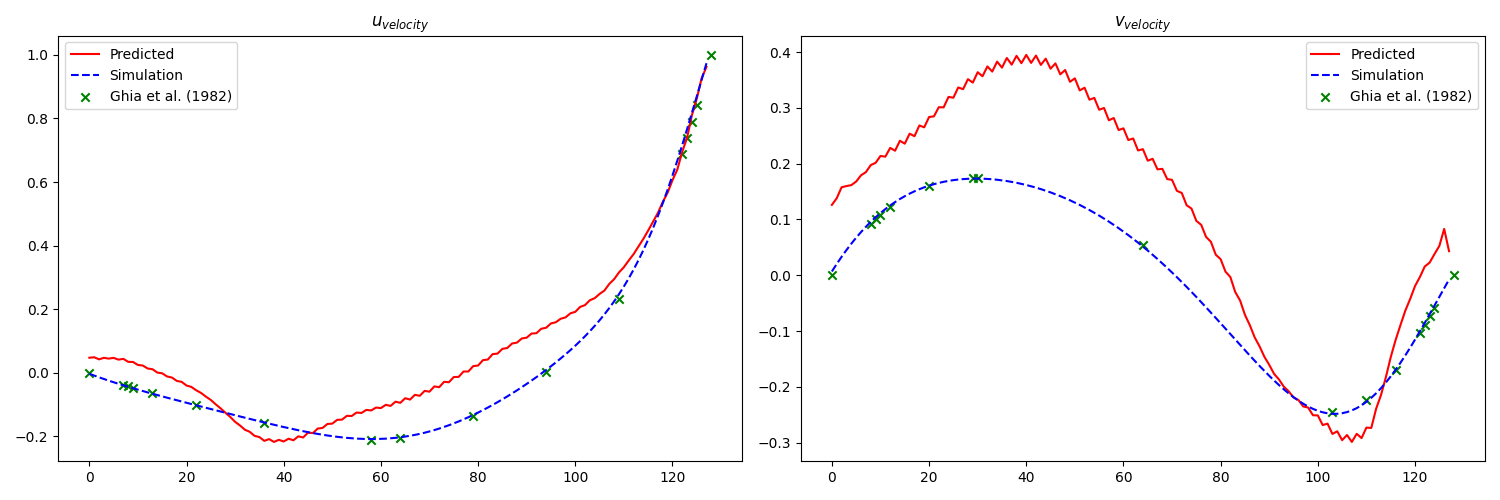 u_velocity
Predicted
Simulation
Ghia et al. (1982)
1.0
0.8
0.6
0.4
0.2
0.0
−0.2
0 20 40 60 80 100 120
v_velocity
Predicted
Simulation
Ghia et al. (1982)
0.4
0.3
0.2
0.1
0.0
−0.1
−0.2
−0.3
0 20 40 60 80 100 120